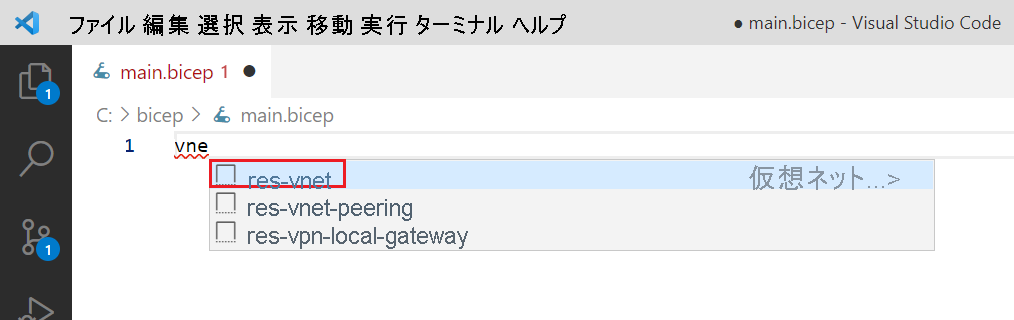 ファイル 編集 選択 表示 移動 実行 ターミナル ヘルプ ● main.bicep - Visual Studio Code
main.bicep 1 ●
1
C: > bicep > main.bicep
1 vne
res-vnet 仮想ネット...>
res-vnet-peering
res-vpn-local-gateway
1